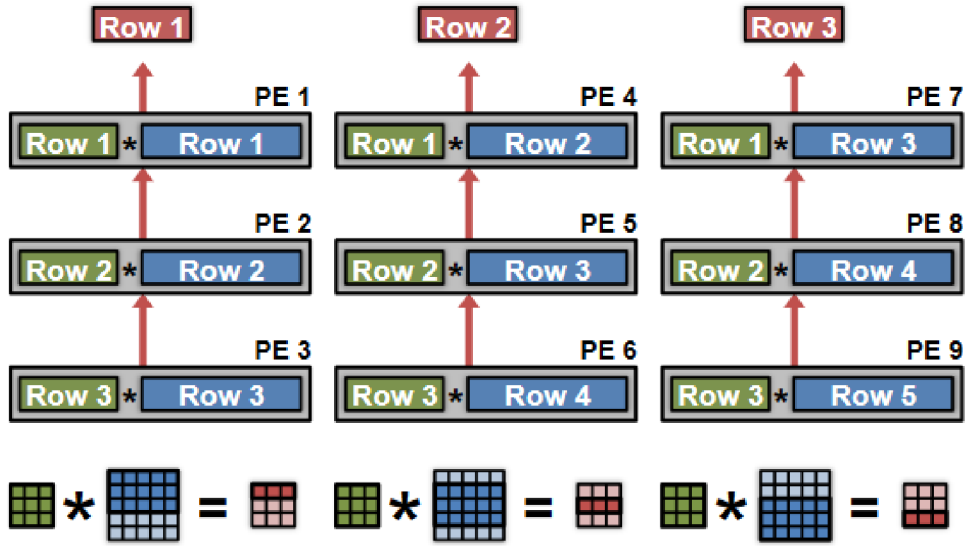 Row 1 Row 2 Row 3
PE 1 PE 4 PE 7
Row 1 * Row 1 Row 1 * Row 2 Row 1 * Row 3
PE 2 PE 5 PE 8
Row 2 * Row 2 Row 2 * Row 3 Row 2 * Row 4
PE 3 PE 6 PE 9
Row 3 * Row 3 Row 3 * Row 4 Row 3 * Row 5
* = * = * =